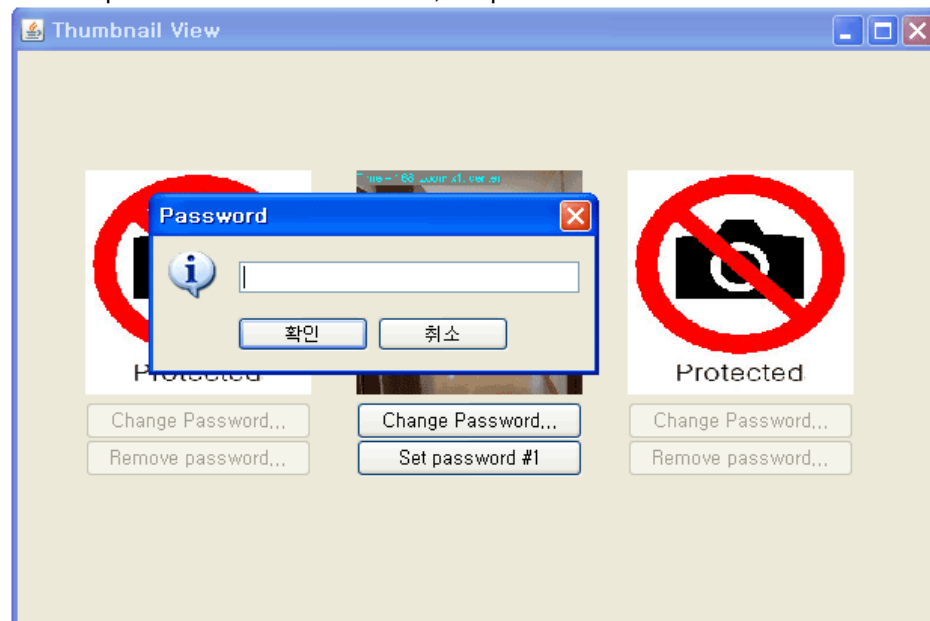 Thumbnail View
Password
확인
취소
Protected
Protected
Change Password...
Change Password...
Change Password...
Remove password...
Set password #1
Remove password...